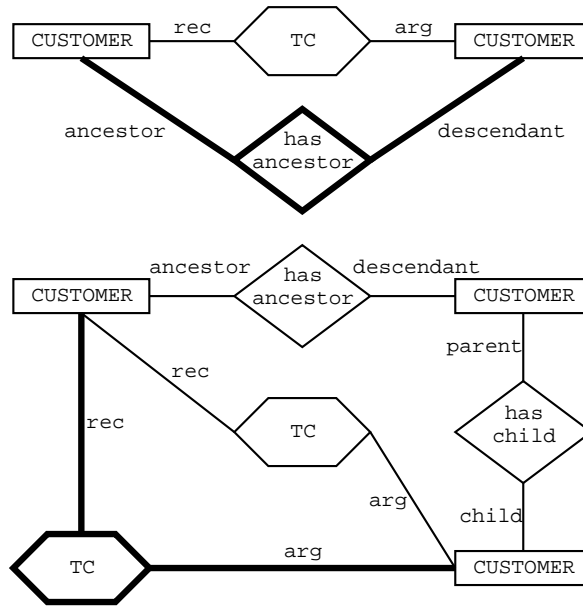 CUSTOMER
rec
TC
arg
CUSTOMER
ancestor
has
ancestor
descendant
ancestor
has
ancestor
descendant
CUSTOMER
CUSTOMER
parent
rec
rec
TC
has
child
arg
child
TC
arg
CUSTOMER